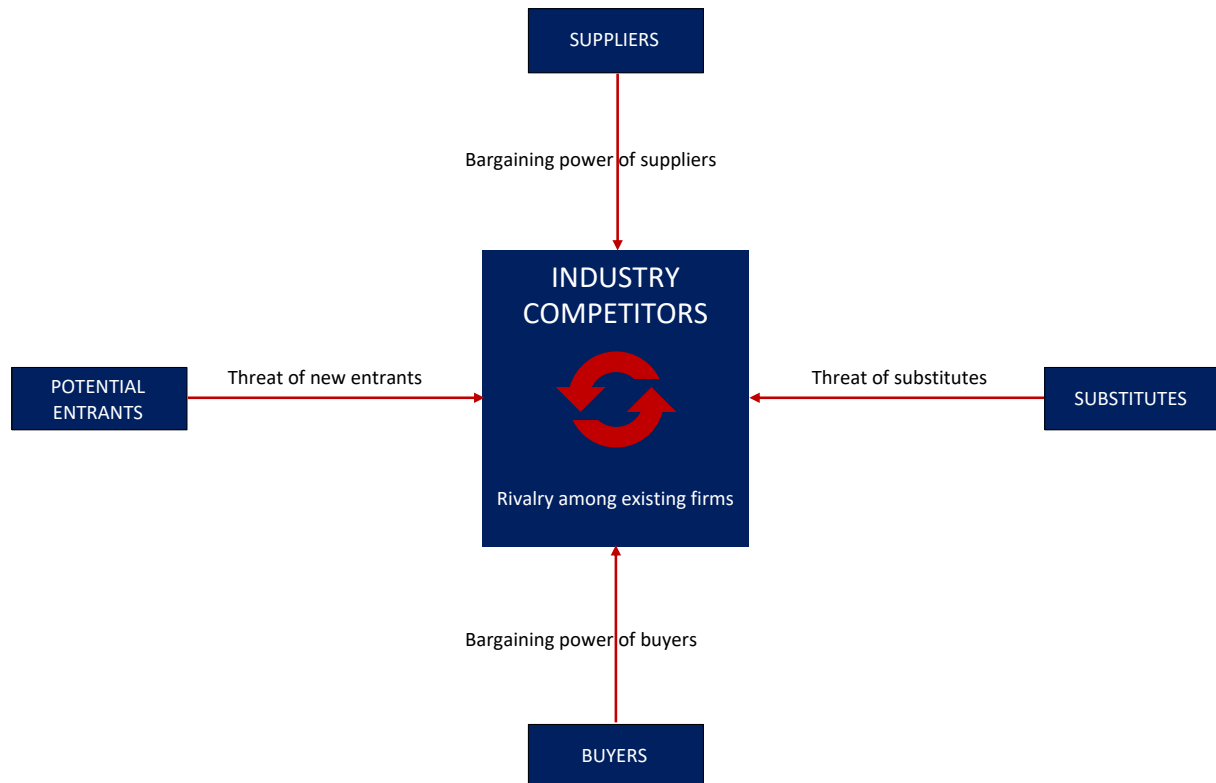 SUPPLIERS
Bargaining power of suppliers
INDUSTRY
COMPETITORS
POTENTIAL
ENTRANTS
Threat of new entrants
Threat of substitutes
SUBSTITUTES
Rivalry among existing firms
Bargaining power of buyers
BUYERS